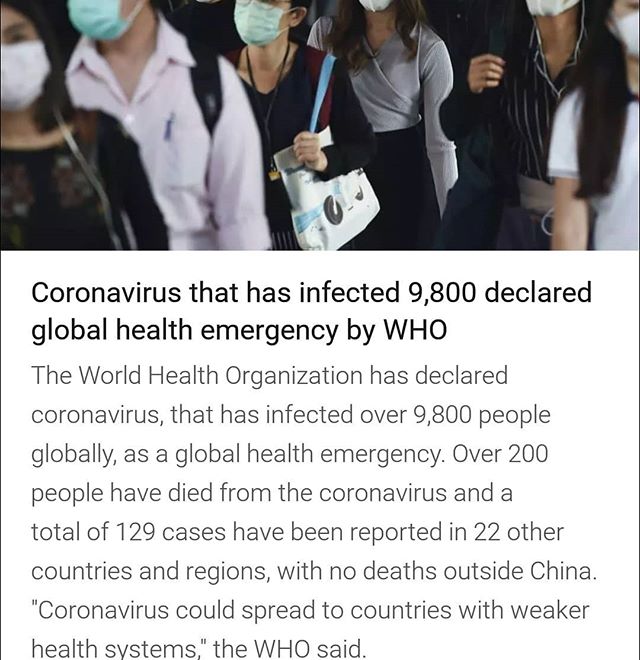 Coronavirus that has infected 9,800 declared
global health emergency by WHO
The World Health Organization has declared
coronavirus, that has infected over 9,800 people
globally, as a global health emergency. Over 200
people have died from the coronavirus and a
total of 129 cases have been reported in 22 other
countries and regions, with no deaths outside China.
"Coronavirus could spread to countries with weaker
health systems," the WHO said.